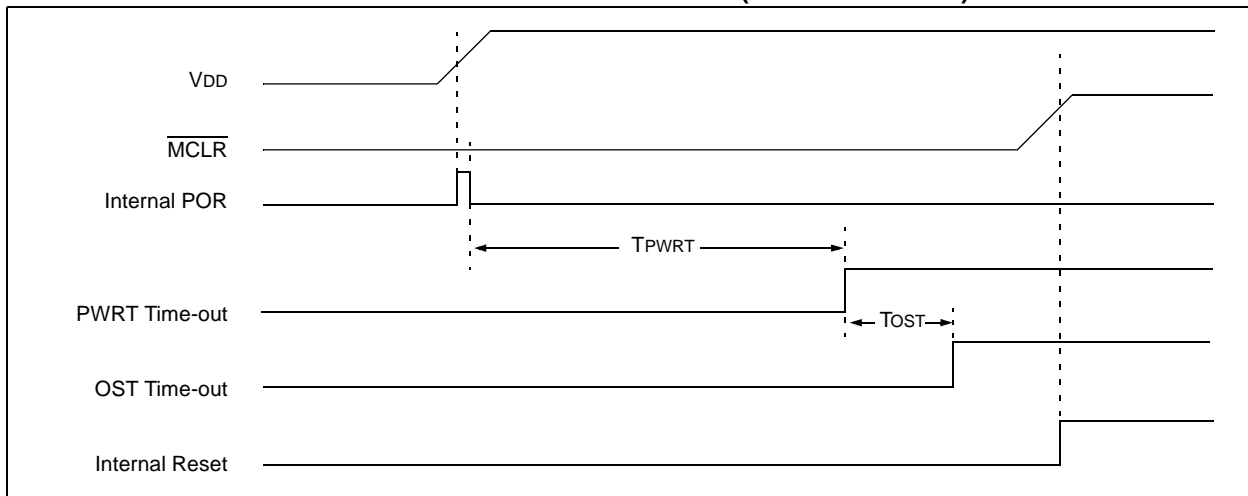 VDD
MCLR
Internal POR
TPWRT
PWRT Time-out
TOST
OST Time-out
Internal Reset